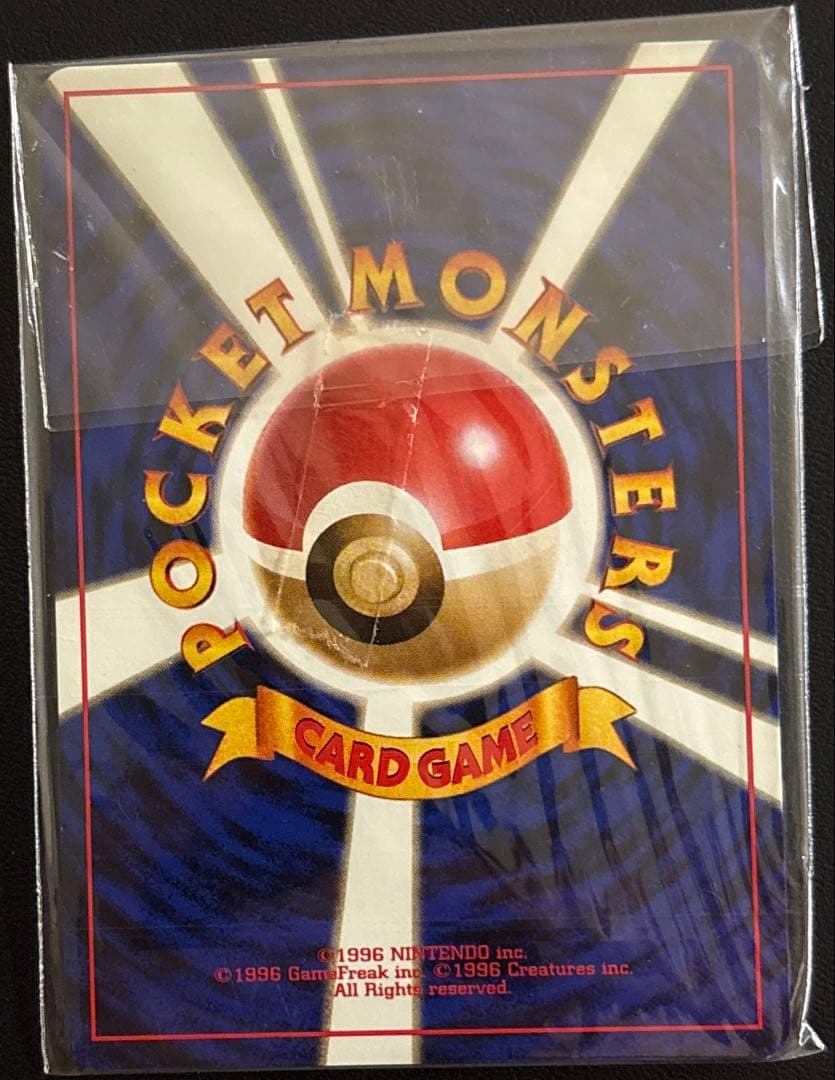 POCKET MONSTERS
CARD GAME
©1996 NINTENDO inc.
©1996 GameFreak inc. ©1996 Creatures inc.
All Rights reserved.